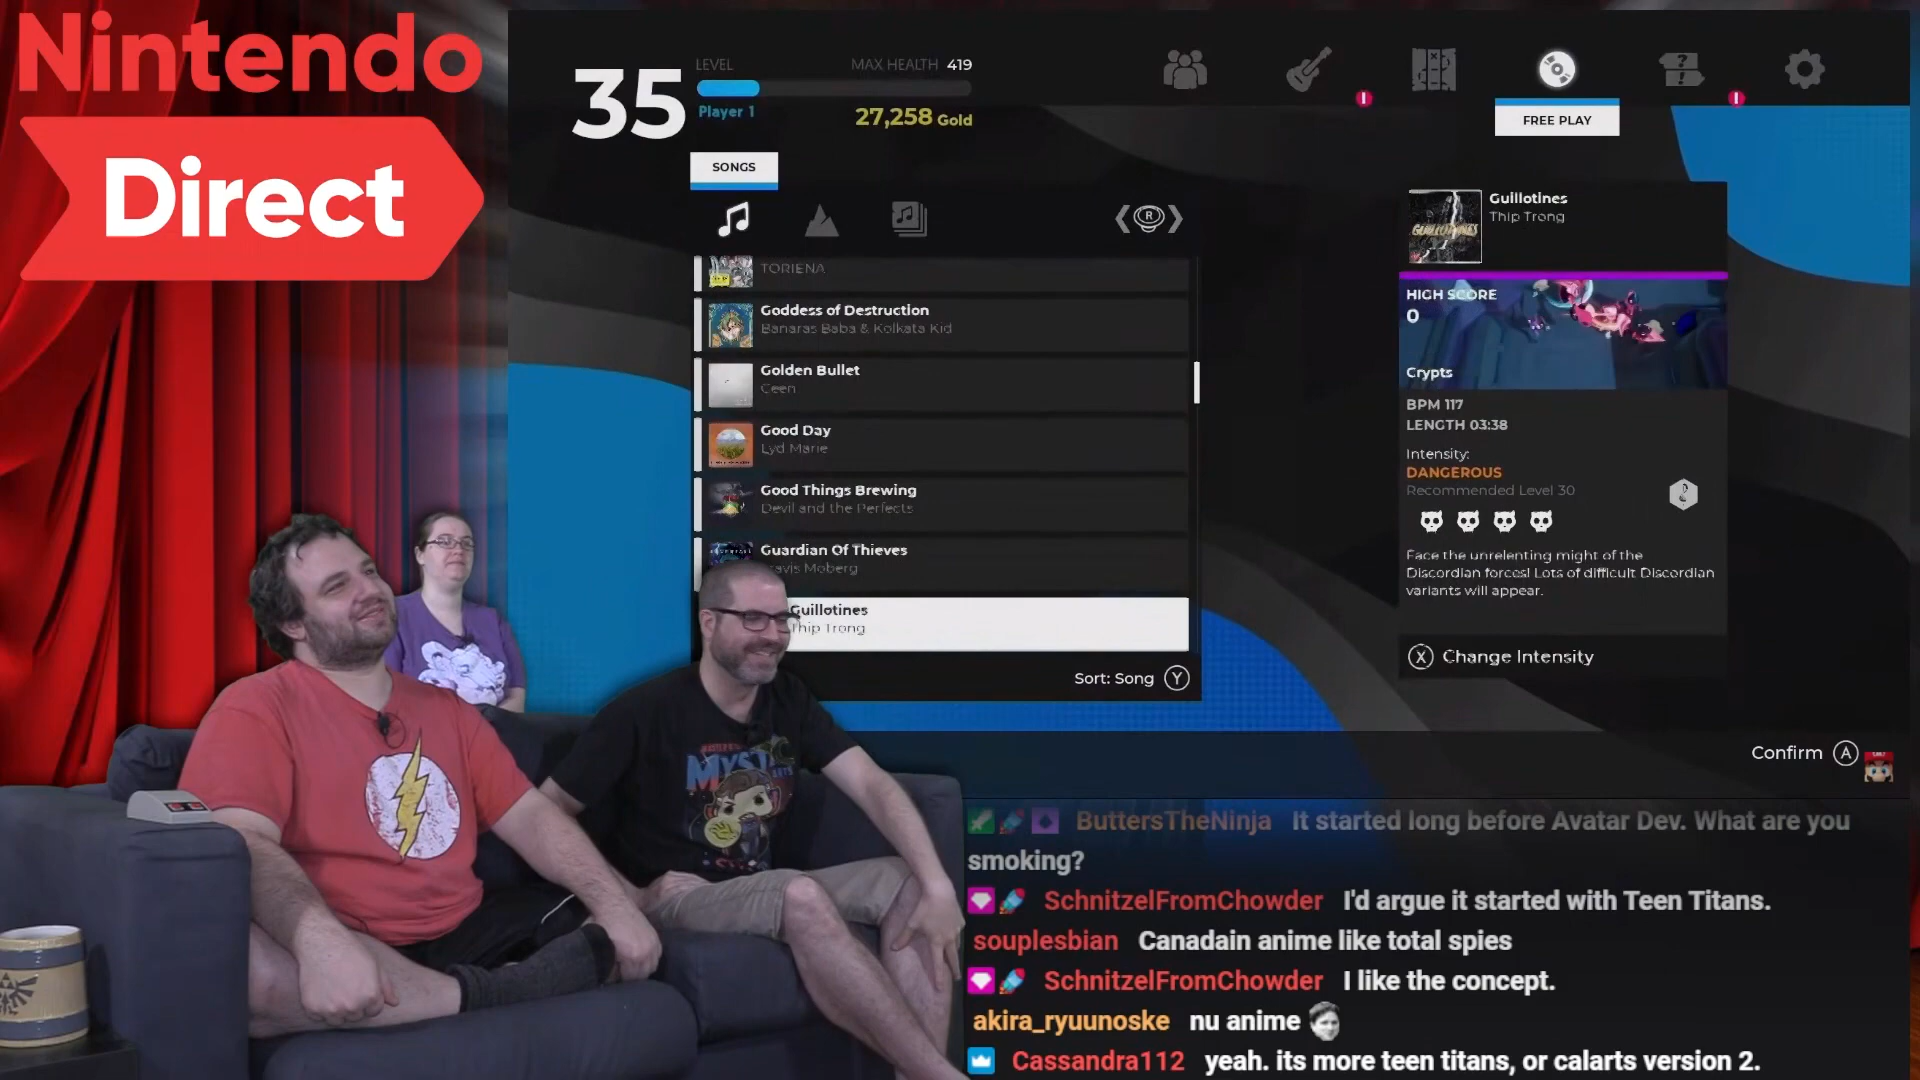 Nintendo
Direct
35
LEVEL
MAX HEALTH 419
Player 1
27,258 Gold
FREE PLAY
SONGS
R
TORIENA
Goddess of Destruction
Banaras Baba & Kolkata Kid
Golden Bullet
Ceen
Good Day
Lyd Marie
Good Things Brewing
Devil and the Perfects
Guardian Of Thieves
ravis Moberg
Guillotines
Thip Trong
Sort: Song Y
Guillotines
Thip Trong
GUILLOTINES
HIGH SCORE
0
Crypts
BPM 117
LENGTH 03:38
Intensity:
DANGEROUS
Recommended Level 30
Face the unrelenting might of the
Discordian forces! Lots of difficult Discordian
variants will appear.
X Change Intensity
Confirm A
MYST
ButtersTheNinja It started long before Avatar Dev. What are you
smoking?
SchnitzelFromChowder I'd argue it started with Teen Titans.
souplesbian Canadain anime like total spies
SchnitzelFromChowder I like the concept.
akira_ryuunoske nu anime
Cassandra112 yeah. its more teen titans, or calarts version 2.